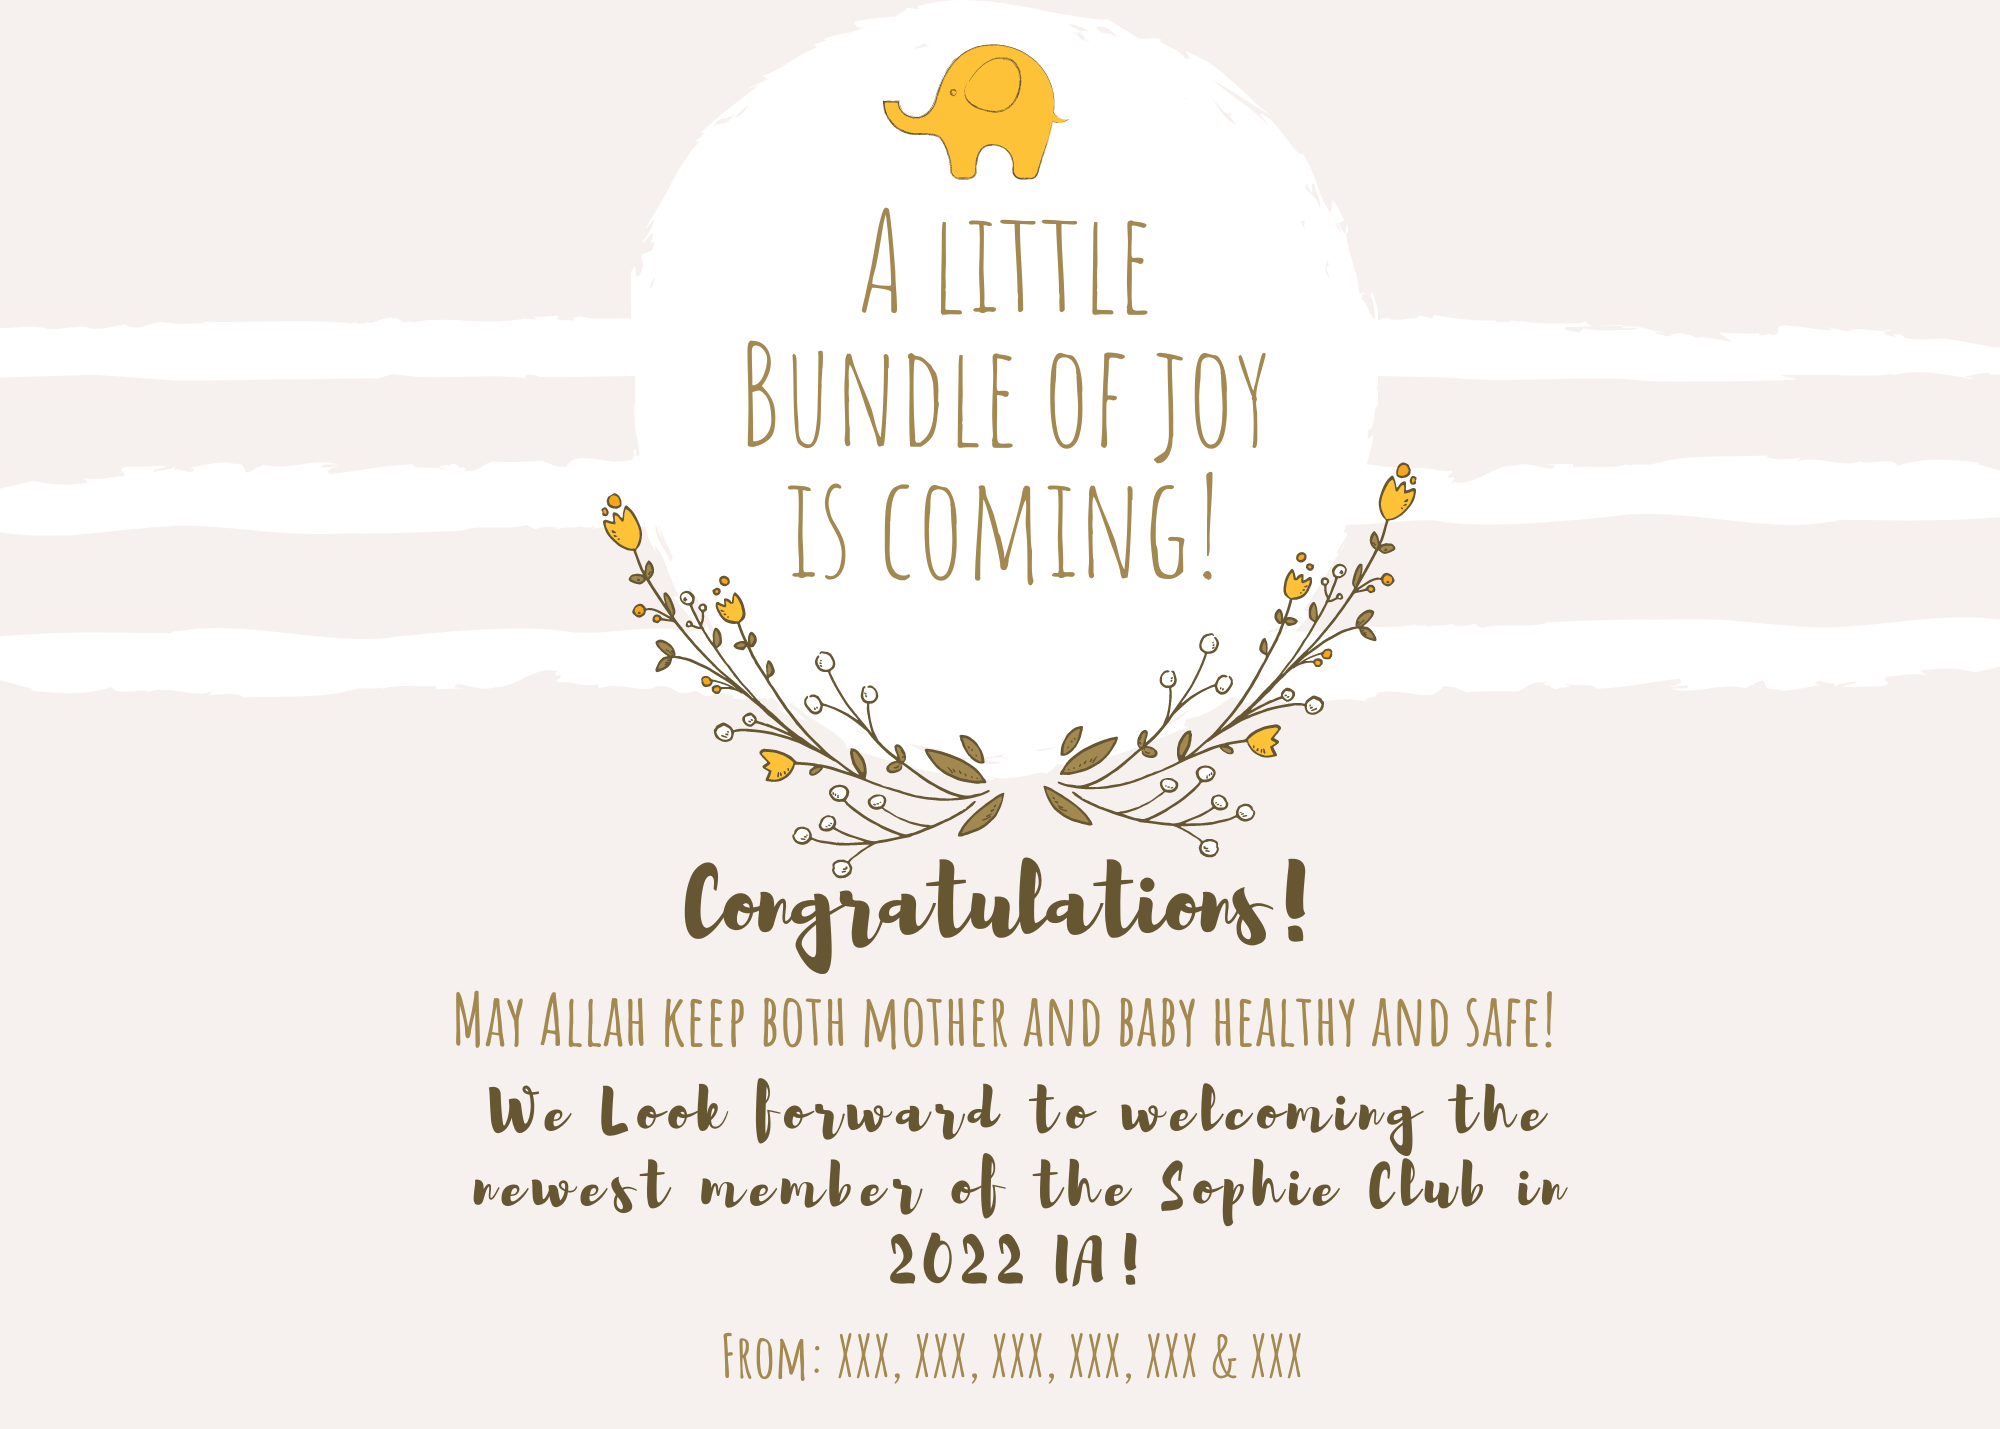 A little
Bundle of joy
is coming!
Congratulations!
May Allah keep both mother and baby healthy and safe!
We Look forward to welcoming the
newest member of the Sophie Club in
2022 IA!
From: XXX, XXX, XXX, XXX, XXX & XXX